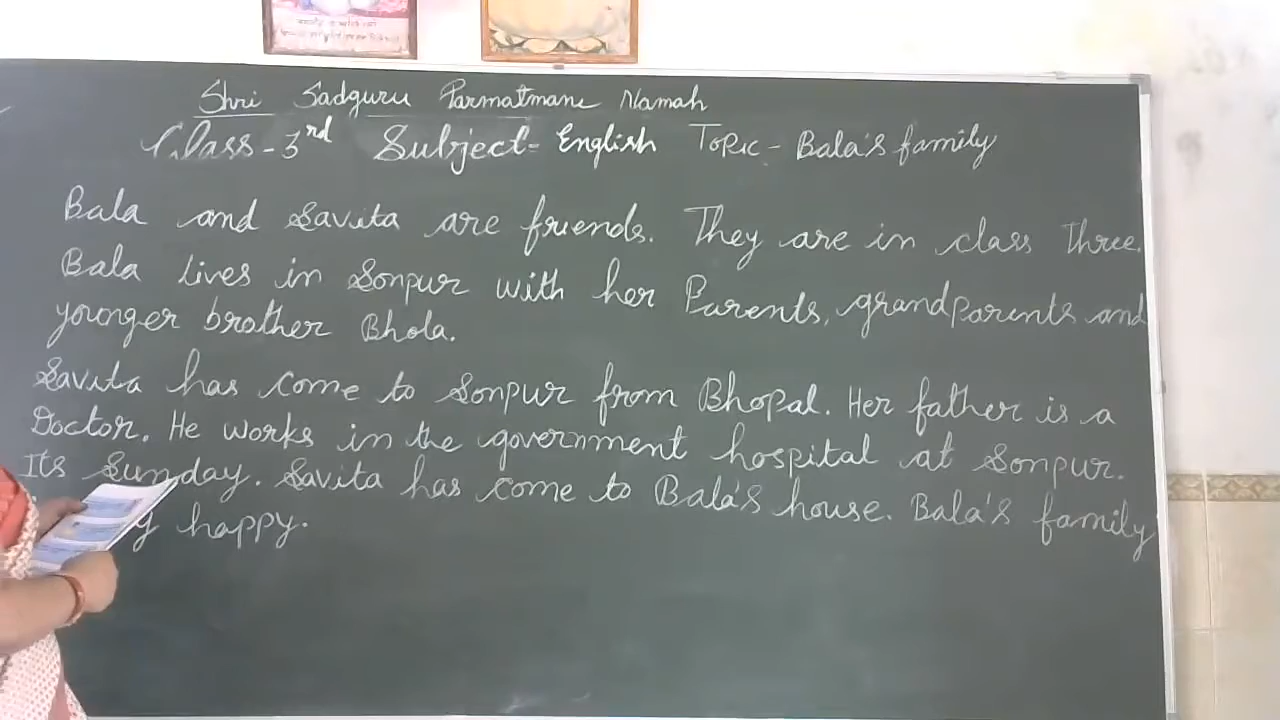 Shri Sadguru Parmatmane Namah
Class - 3rd Subject - English Topic - Bala's family
Bala and Savita are friends. They are in class Three.
Bala lives in Sonpur with her Parents, grandparents and
younger brother Bhola.
Savita has come to Sonpur from Bhopal. Her father is a
Doctor. He works in the government hospital at Sonpur.
Its Sunday. Savita has come to Bala's house. Bala's family
happy.